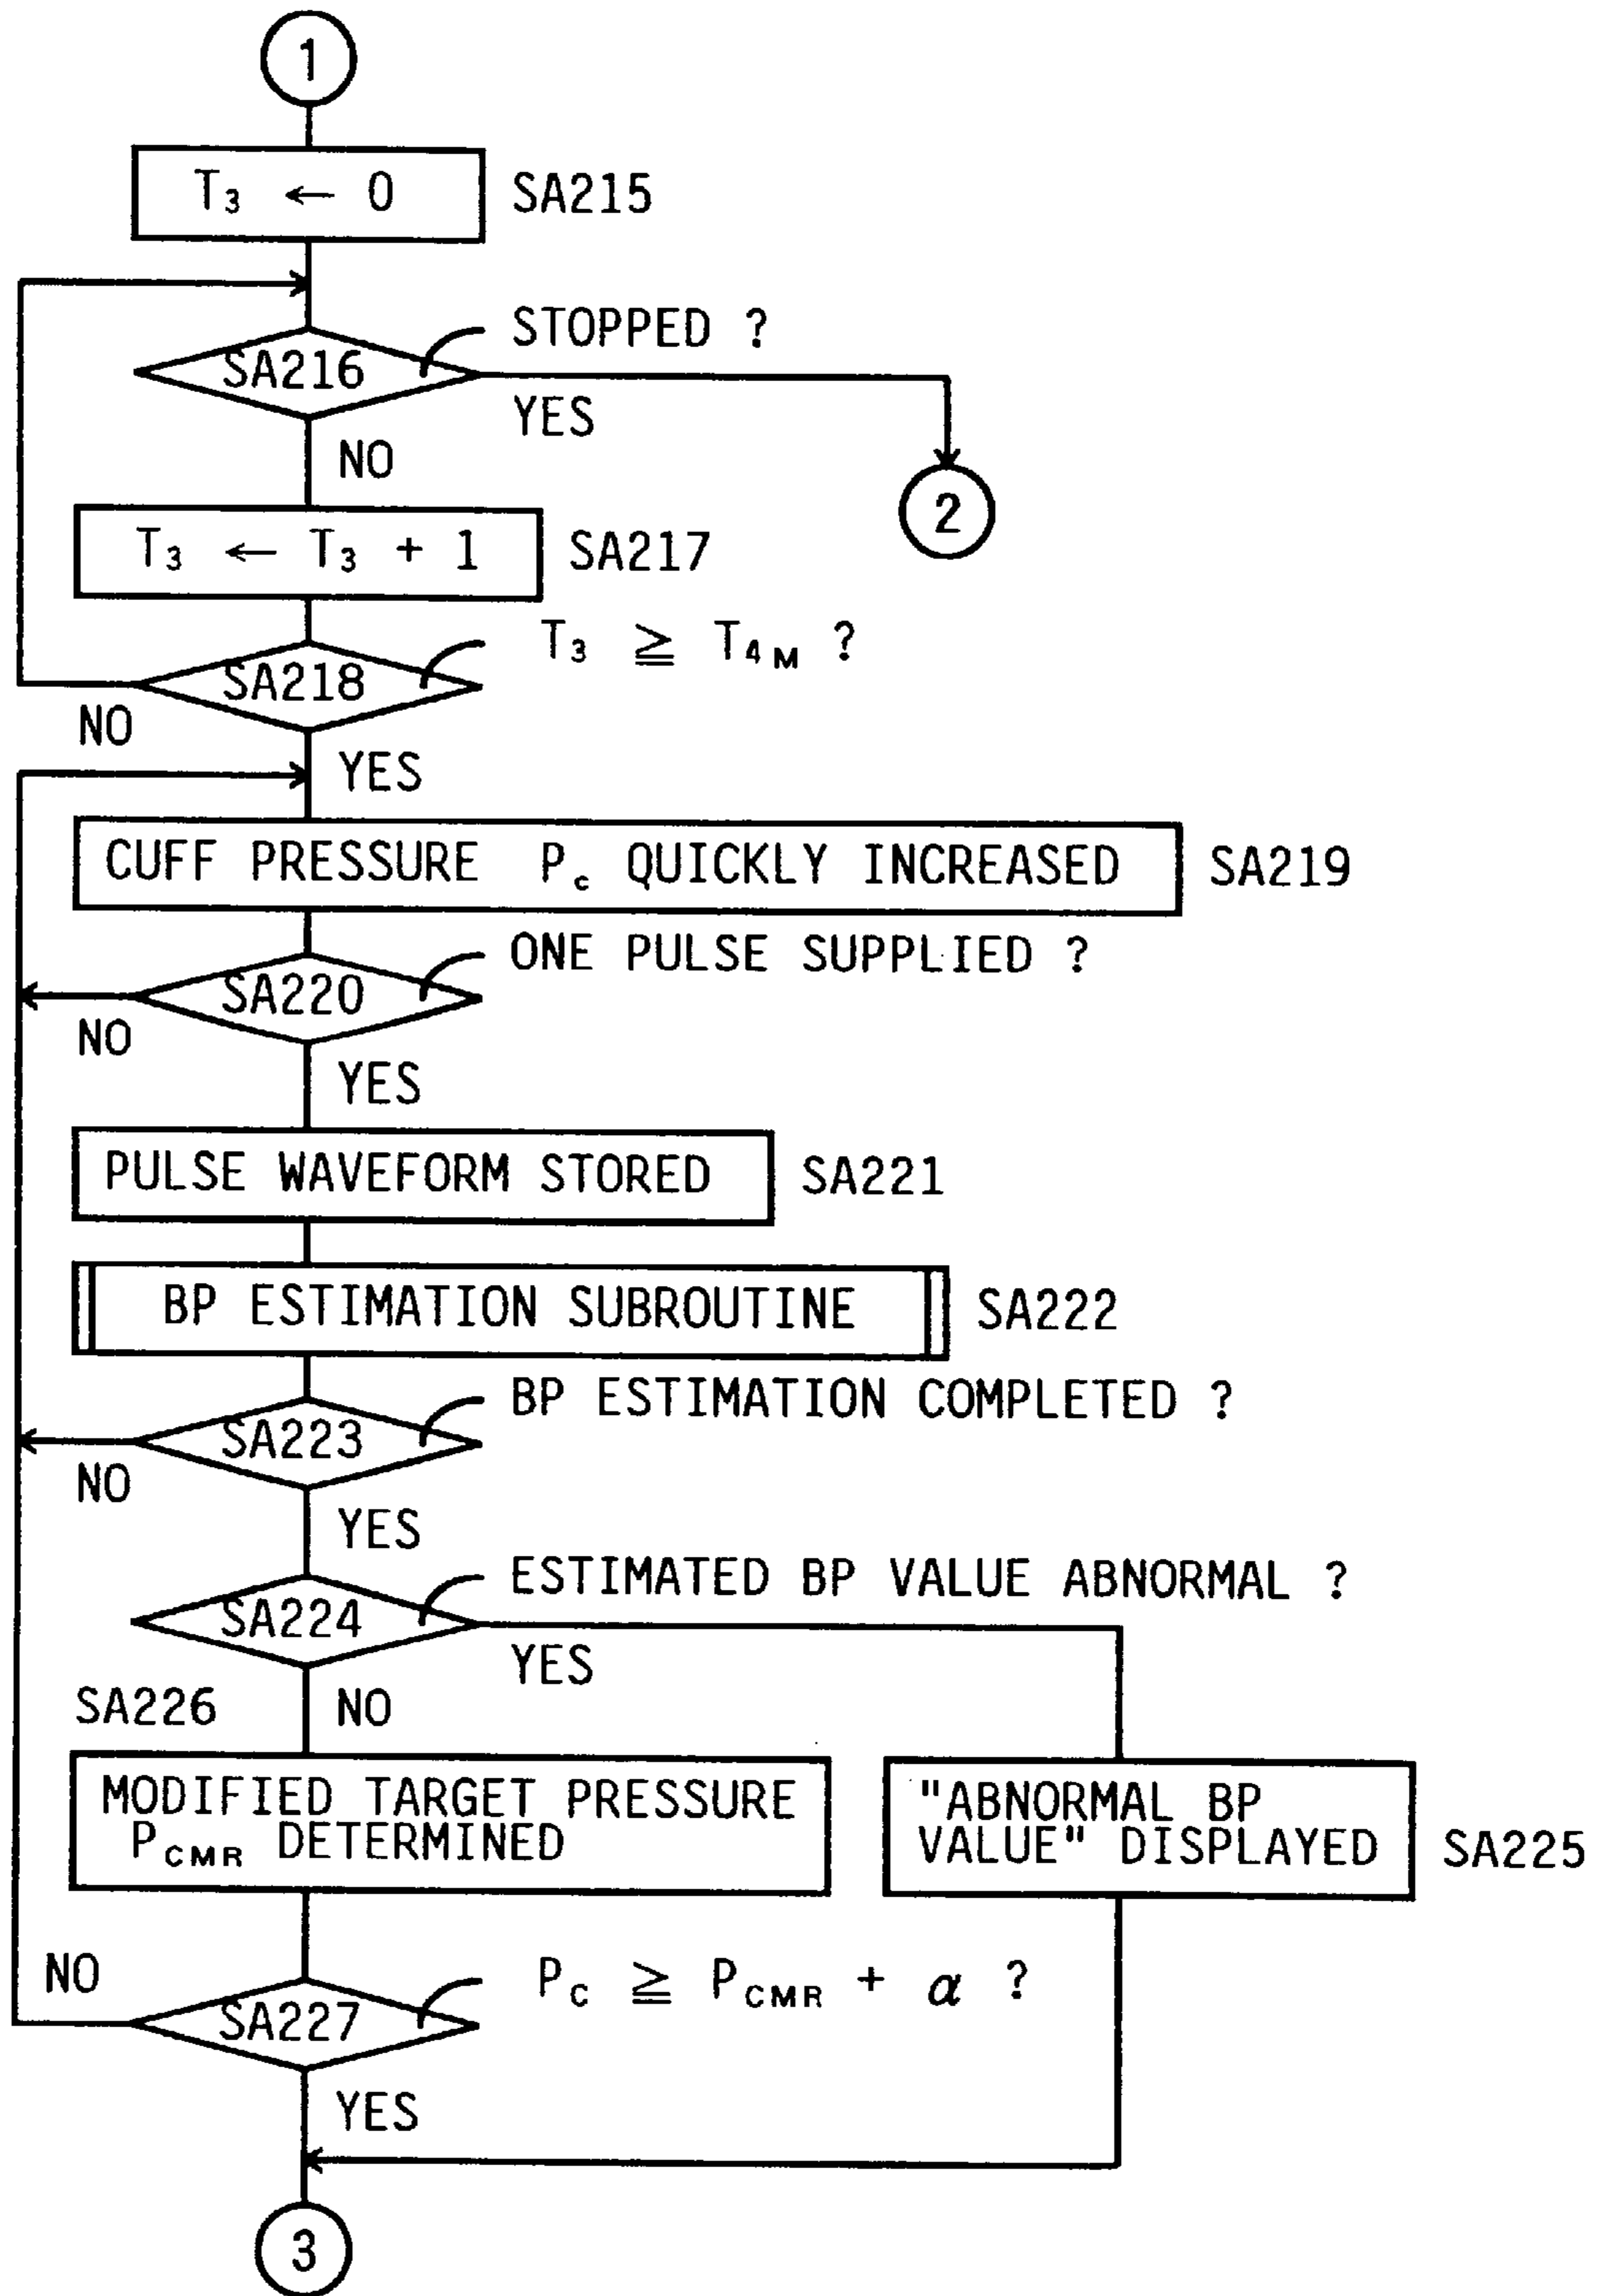 1
T₃ ← 0 SA215
STOPPED ?
SA216
YES
NO
2
T₃ ← T₃ + 1 SA217
T₃ ≧ T₄M ?
SA218
NO
YES
CUFF PRESSURE Pc QUICKLY INCREASED SA219
ONE PULSE SUPPLIED ?
SA220
NO
YES
PULSE WAVEFORM STORED SA221
BP ESTIMATION SUBROUTINE SA222
BP ESTIMATION COMPLETED ?
SA223
NO
YES
ESTIMATED BP VALUE ABNORMAL ?
SA224
YES
SA226 NO
MODIFIED TARGET PRESSURE
PCMR DETERMINED
"ABNORMAL BP
VALUE" DISPLAYED SA225
NO
PC ≧ PCMR + α ?
SA227
YES
3